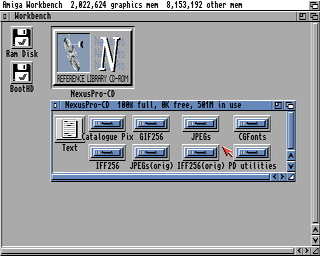 Amiga Workbench 2,022,624 graphics mem 8,153,192 other mem
Workbench
Ram Disk
BootHD
N
REFERENCE LIBRARY CD-ROM
NexusPro-CD
NexusPro-CD 100% full, 0K free, 501M in use
Text
Catalogue Pix
GIF256
JPEGs
CGFonts
IFF256
JPEGs(orig)
IFF256(orig)
PD utilities